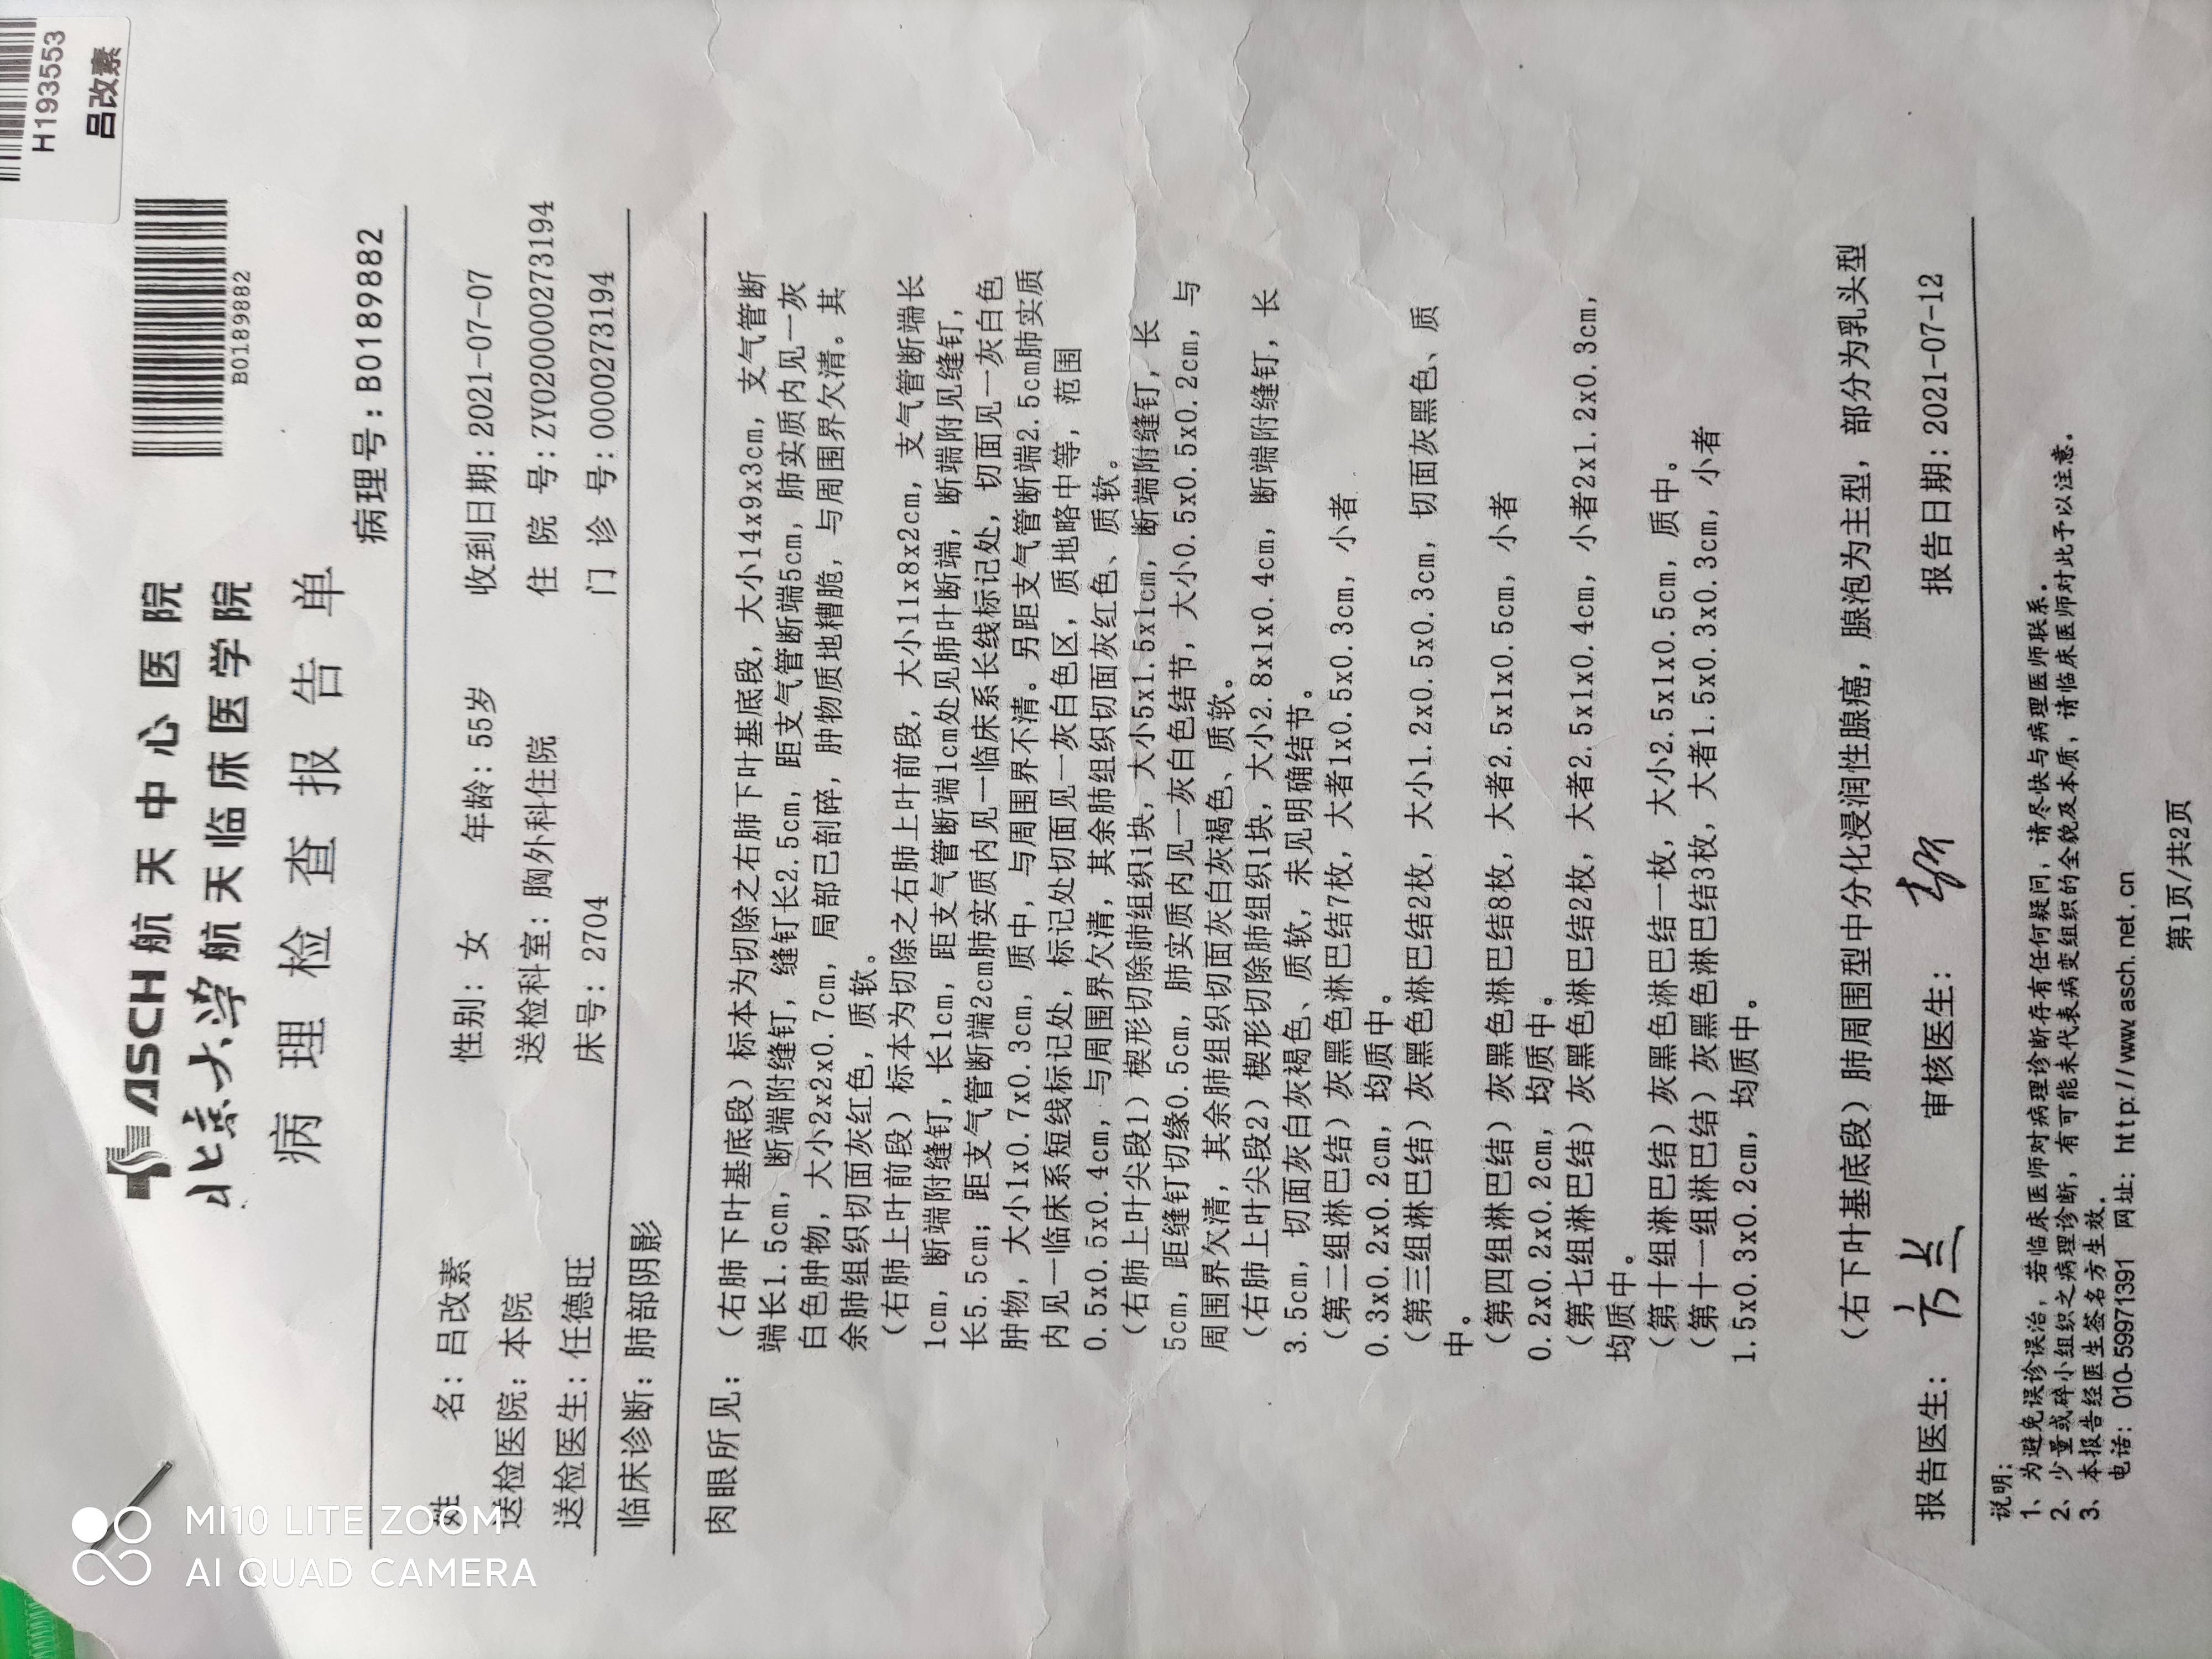 H193553
吕改素
B0189882
ASCH航天中心医院
北京大学航天临床医学院
病理检查报告单
病理号:B0189882
姓 名:吕改素 性别:女 年龄:55岁 收到日期:2021-07-07
送检医院:本院 送检科室:胸外科住院 住院号:ZY020000273194
送检医生:任德旺 床号:2704 门诊号:0000273194
临床诊断:肺部阴影
肉眼所见: (右肺下叶基底段)标本为切除之右肺下叶基底段,大小14x9x3cm,支气管断
端长1.5cm,断端附缝钉,缝钉长2.5cm,距支气管断端5cm,肺实质内见一灰
白色肿物,大小2x2x0.7cm,局部已剖碎,肿物质地糟脆,与周围界欠清。其
余肺组织切面灰红色,质软。
(右肺上叶前段)标本为切除之右肺上叶前段,大小11x8x2cm,支气管断端长
1cm,断端附缝钉,长1cm,距支气管断端1cm处见肺叶断端,断端附见缝钉,
长5.5cm;距支气管断端2cm肺实质内见一临床系长线标记处,切面见一灰白色
肿物,大小1x0.7x0.3cm,质中,与周围界不清。另距支气管断端2.5cm肺实质
内见一临床系短线标记处,标记处切面见一灰白色区,质地略中等,范围
0.5x0.5x0.4cm,与周围界欠清,其余肺组织切面灰红色、质软。
(右肺上叶尖段1)楔形切除肺组织1块,大小5x1.5x1cm,断端附缝钉,长
5cm,距缝钉切缘0.5cm,肺实质内见一灰白色结节,大小0.5x0.5x0.2cm,与
周围界欠清,其余肺组织切面灰白灰褐色、质软。
(右肺上叶尖段2)楔形切除肺组织1块,大小2.8x1x0.4cm,断端附缝钉,长
3.5cm,切面灰白灰褐色、质软,未见明确结节。
(第二组淋巴结)灰黑色淋巴结7枚,大者1x0.5x0.3cm,小者
0.3x0.2x0.2cm,均质中。
(第三组淋巴结)灰黑色淋巴结2枚,大小1.2x0.5x0.3cm,切面灰黑色、质
中。
(第四组淋巴结)灰黑色淋巴结8枚,大者2.5x1x0.5cm,小者
0.2x0.2x0.2cm,均质中。
(第七组淋巴结)灰黑色淋巴结2枚,大者2.5x1x0.4cm,小者2x1.2x0.3cm,
均质中。
(第十组淋巴结)灰黑色淋巴结一枚,大小2.5x1x0.5cm,质中。
(第十一组淋巴结)灰黑色淋巴结3枚,大者1.5x0.3x0.3cm,小者
1.5x0.3x0.2cm,均质中。
(右下叶基底段)肺周围型中分化浸润性腺癌,腺泡为主型,部分为乳头型
报告医生: 审核医生: 报告日期:2021-07-12
说明:
1、为避免误诊误治,若临床医师对病理诊断存有任何疑问,请尽快与病理医师联系。
2、少量或碎小组织之病理诊断,有可能未代表病变组织的全貌及本质,请临床医师对此予以注意。
3、本报告经医生签名方生效。
电话:010-59971391 网址:http://www.asch.net.cn
第1页/共2页
MI10 LITE ZOOM
AI QUAD CAMERA